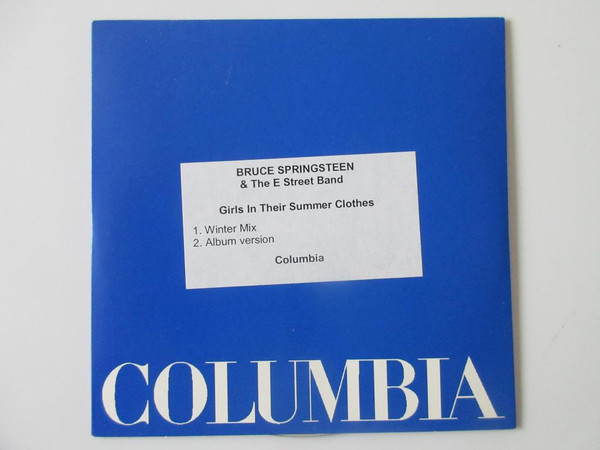 BRUCE SPRINGSTEEN
& The E Street Band
Girls In Their Summer Clothes
1. Winter Mix
2. Album version
Columbia
COLUMBIA